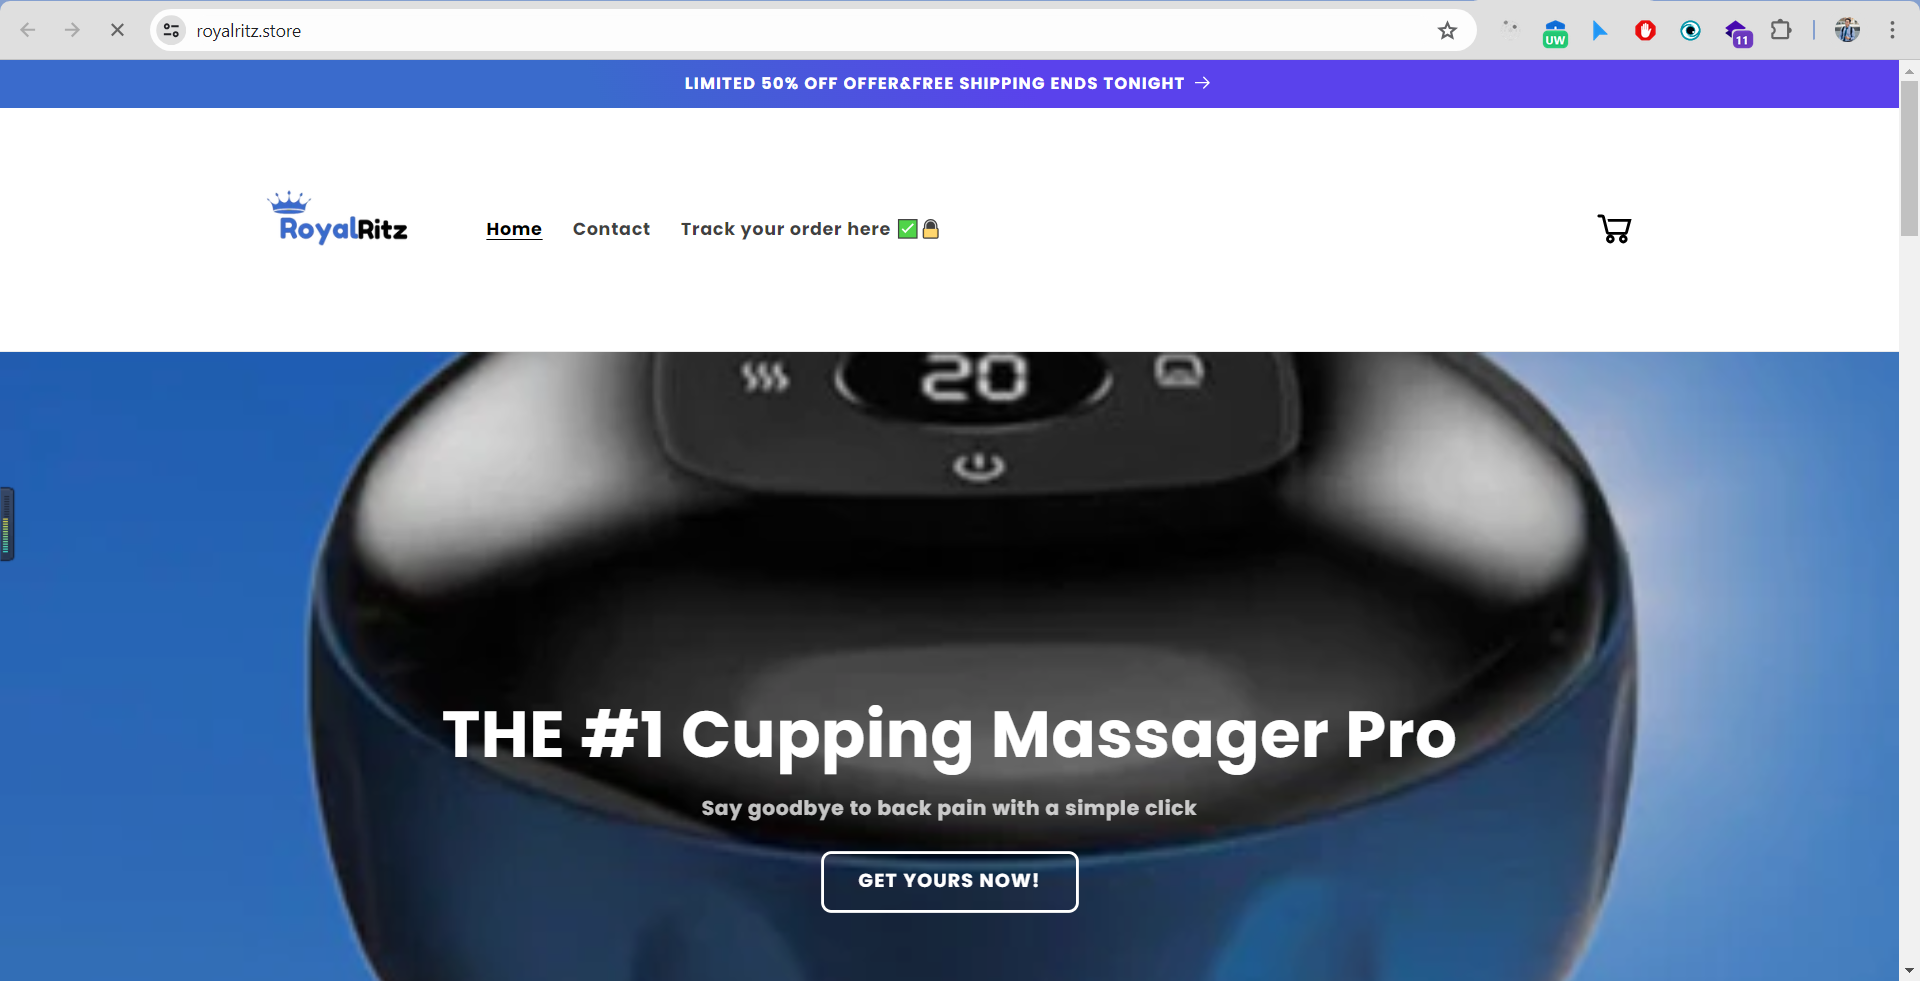 royalritz.store
UW
11
LIMITED 50% OFF OFFER&FREE SHIPPING ENDS TONIGHT →
RoyalRitz
Home Contact Track your order here ✅🔒
20
THE #1 Cupping Massager Pro
Say goodbye to back pain with a simple click
GET YOURS NOW!